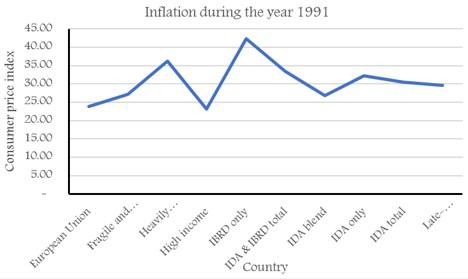 Inflation during the year 1991
Consumer price index
45.00
40.00
35.00
30.00
25.00
20.00
15.00
10.00
5.00
-
European Union
Fragile and...
Heavily...
High income
IBRD only
IDA & IBRD total
IDA blend
IDA only
IDA total
Late-...
Country